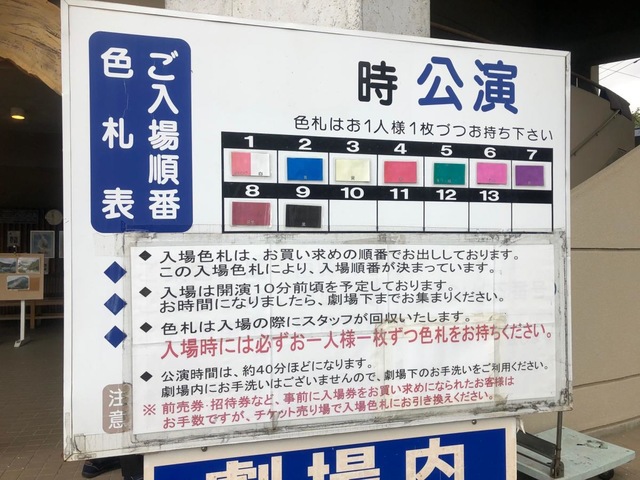 ご入場順番
色札表
時 公演
色札はお1人様1枚づつお持ち下さい
1 2 3 4 5 6 7
8 9 10 11 12 13
◆ 入場色札は、お買い求めの順番でお出ししております。
この入場色札により、入場順番が決まっています。
◆ 入場は開演10分前頃を予定しております。
お時間になりましたら、劇場下までお集まりください。
◆ 色札は入場の際にスタッフが回収いたします。
入場時には必ずお一人様一枚ずつ色札をお持ちください。
◆ 公演時間は、約40分ほどになります。
劇場内にお手洗いはございませんので、劇場下のお手洗いをご利用ください。
注意
※ 前売券・招待券など、事前に入場券をお買い求めになられたお客様は
お手数ですが、チケット売り場で入場色札にお引き換えください。
劇場内